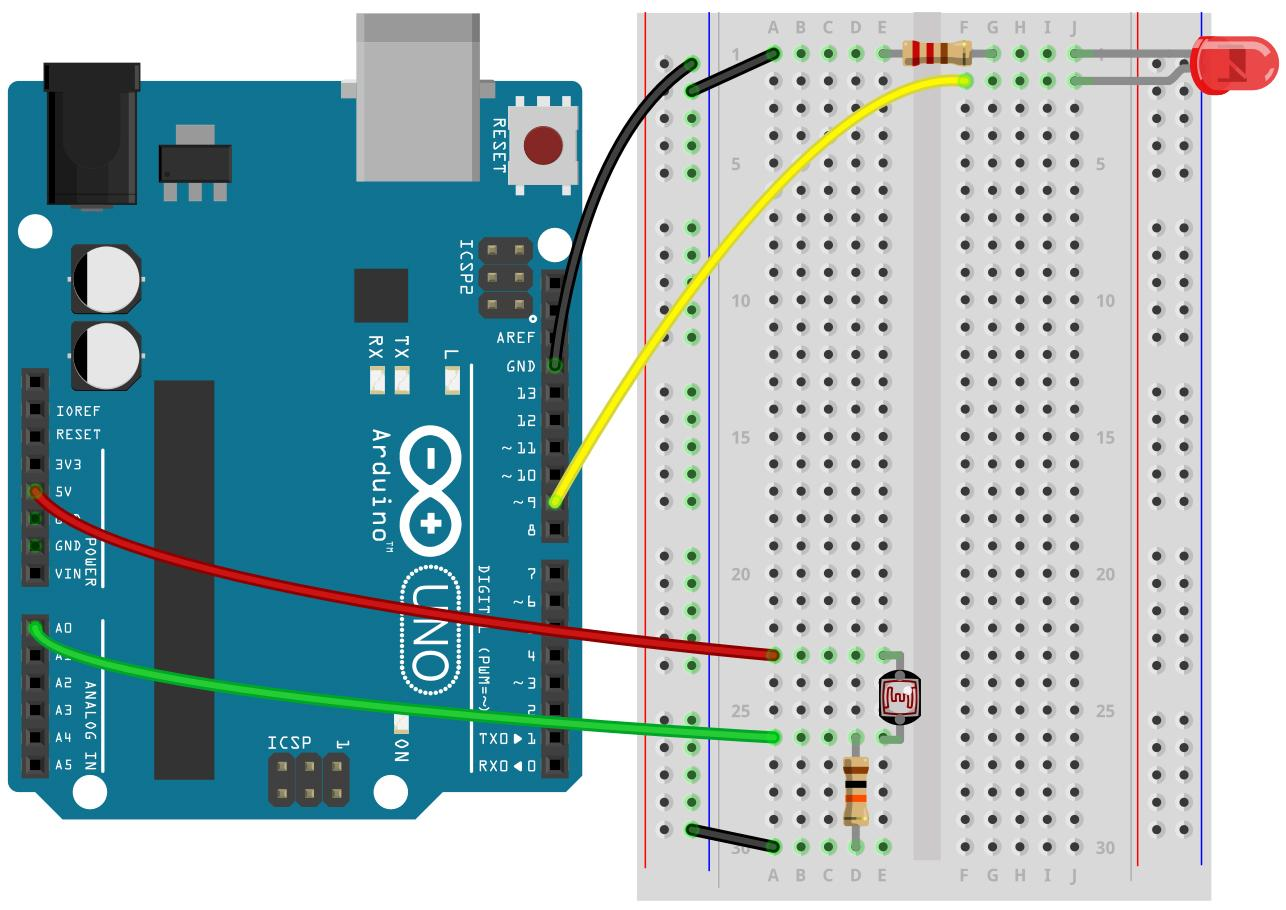 A B C D E F G H I J
1
5 5
10 10
15 15
20 20
25 25
30 30
A B C D E F G H I J
RESET
ICSP2
AREF
GND
13
12
~11
~10
~9
8
7
~6
4
~3
2
TX0▶1
RX0◀0
RX
TX
L
Arduino™
UNO
DIGITAL (PWM=~)
IOREF
RESET
3V3
5V
GND
GND
VIN
POWER
A0
A1
A2
A3
A4
A5
ANALOG IN
ICSP
1
ON